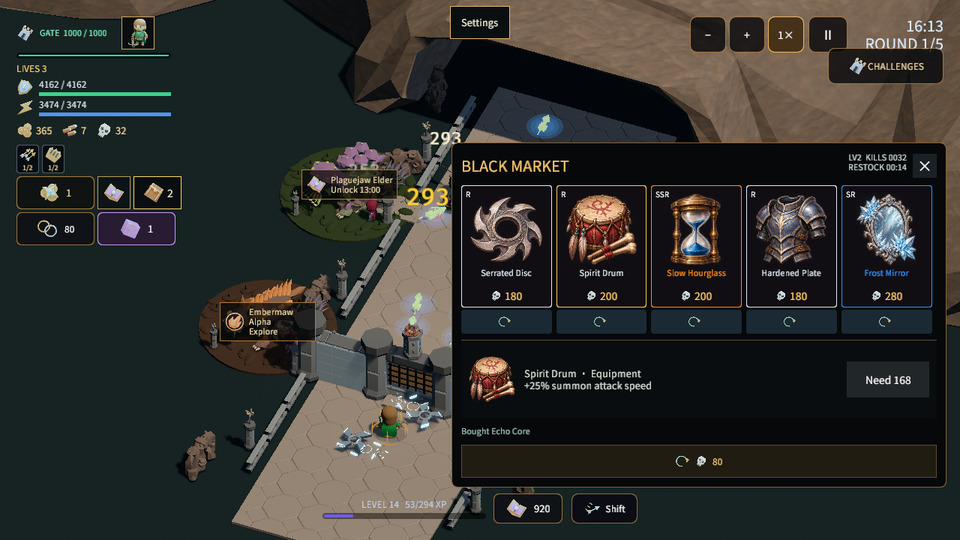 GATE 1000/1000
Settings
1×
16:13
ROUND 1/5
CHALLENGES
LIVES 3
4162 / 4162
3474 / 3474
365
7
32
1/2
1/2
1
2
80
1
293
293
Plaguejaw Elder
Unlock 13:00
Embermaw
Alpha
Explore
BLACK MARKET
LV2 KILLS 0032
RESTOCK 00:14
R
Serrated Disc
180
R
Spirit Drum
200
SSR
Slow Hourglass
200
R
Hardened Plate
180
SR
Frost Mirror
280
Spirit Drum · Equipment
+25% summon attack speed
Need 168
Bought Echo Core
80
LEVEL 14 53/294 XP
920
Shift